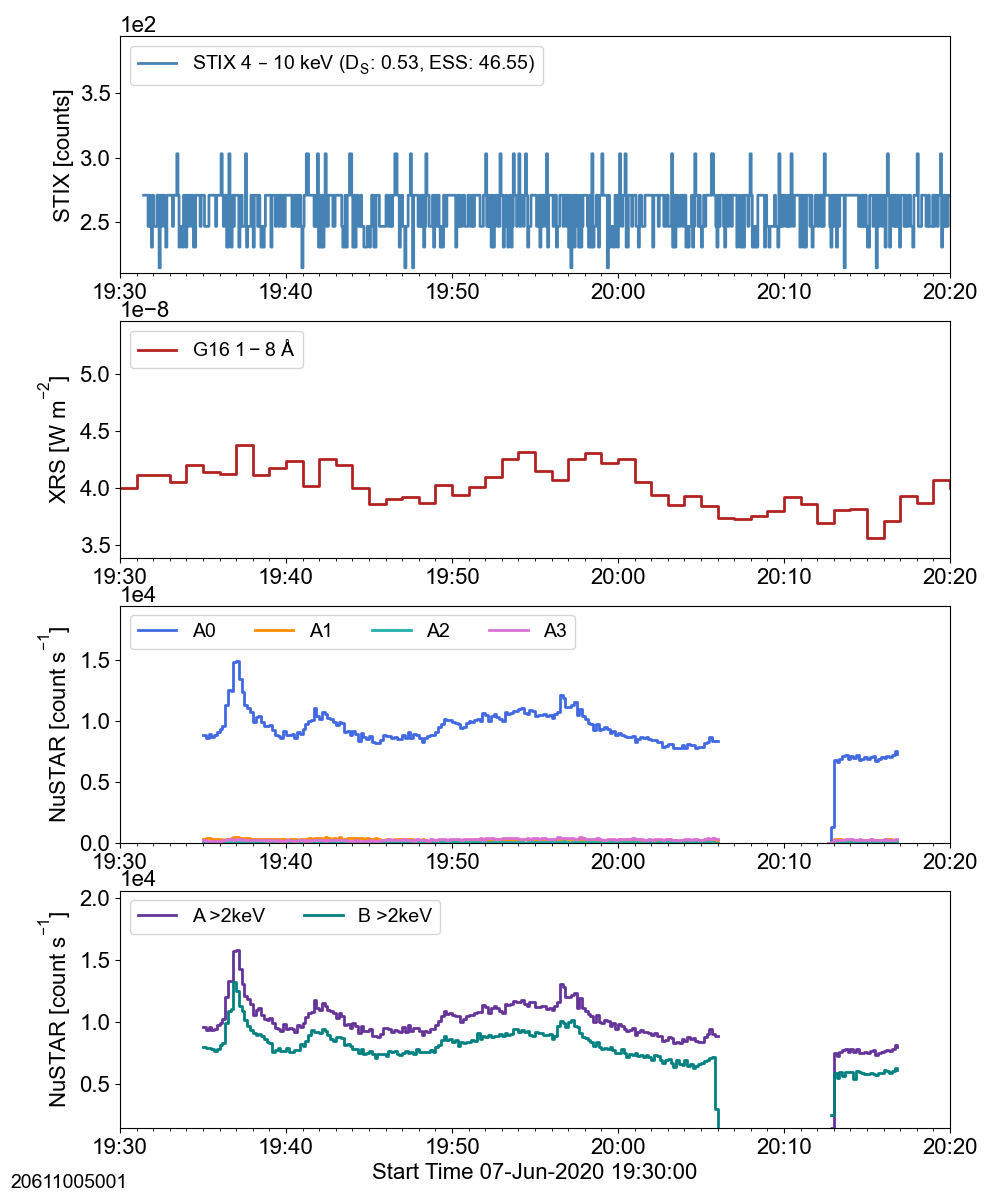 1e2
STIX 4 – 10 keV (D_S: 0.53, ESS: 46.55)
STIX [counts]
3.5
3.0
2.5
19:30 19:40 19:50 20:00 20:10 20:20
1e−8
G16 1 – 8 Å
XRS [W m⁻²]
5.0
4.5
4.0
3.5
19:30 19:40 19:50 20:00 20:10 20:20
1e4
A0 A1 A2 A3
NuSTAR [count s⁻¹]
1.5
1.0
0.5
0.0
19:30 19:40 19:50 20:00 20:10 20:20
1e4
A >2keV B >2keV
NuSTAR [count s⁻¹]
2.0
1.5
1.0
0.5
19:30 19:40 19:50 20:00 20:10 20:20
Start Time 07-Jun-2020 19:30:00
20611005001